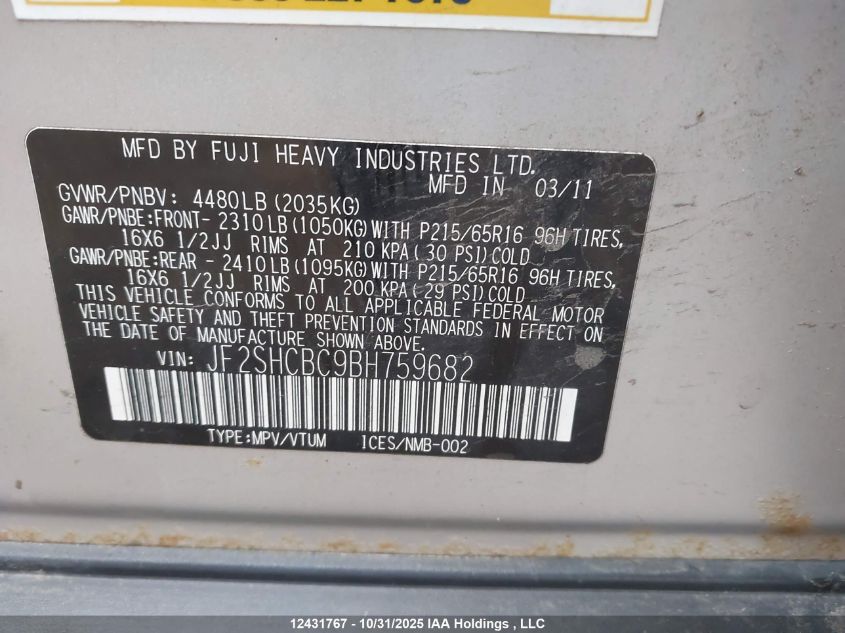 MFD BY FUJI HEAVY INDUSTRIES LTD.
MFD IN 03/11
GVWR/PNBV: 4480LB(2035KG)
GAWR/PNBE:FRONT- 2310LB(1050KG)WITH P215/65R16 96H TIRES,
16X6 1/2JJ RIMS AT 210 KPA(30 PSI)COLD
GAWR/PNBE:REAR - 2410LB(1095KG)WITH P215/65R16 96H TIRES,
16X6 1/2JJ RIMS AT 200 KPA(29 PSI)COLD
THIS VEHICLE CONFORMS TO ALL APPLICABLE FEDERAL MOTOR
VEHICLE SAFETY AND THEFT PREVENTION STANDARDS IN EFFECT ON
THE DATE OF MANUFACTURE SHOWN ABOVE.
VIN: JF2SHCBC9BH759682
TYPE:MPV/VTUM ICES/NMB-002
12431767 - 10/31/2025 IAA Holdings , LLC